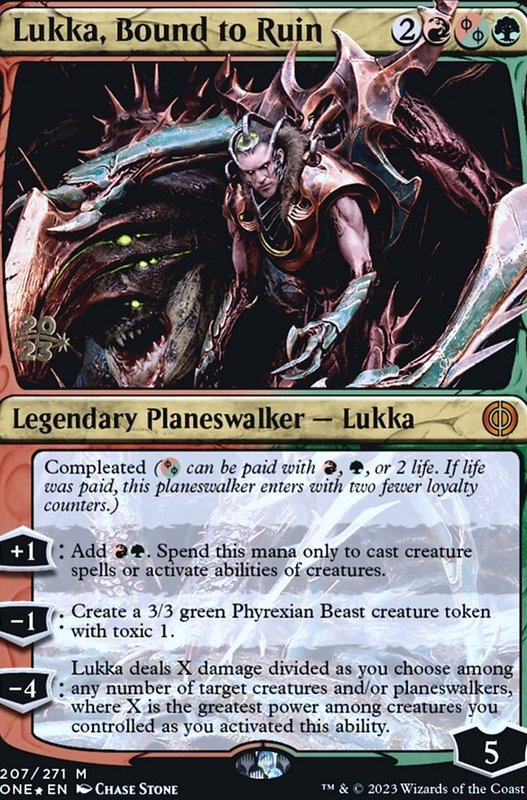 Lukka, Bound to Ruin 2
20
23
Legendary Planeswalker — Lukka
Compleated ( can be paid with , , or 2 life. If life
was paid, this planeswalker enters with two fewer loyalty
counters.)
+1 : Add . Spend this mana only to cast creature
spells or activate abilities of creatures.
−1 : Create a 3/3 green Phyrexian Beast creature token
with toxic 1.
Lukka deals X damage divided as you choose among
−4 : any number of target creatures and/or planeswalkers,
where X is the greatest power among creatures you
controlled as you activated this ability.
5
207/271 M
ONE★EN Chase Stone
™ & © 2023 Wizards of the Coast